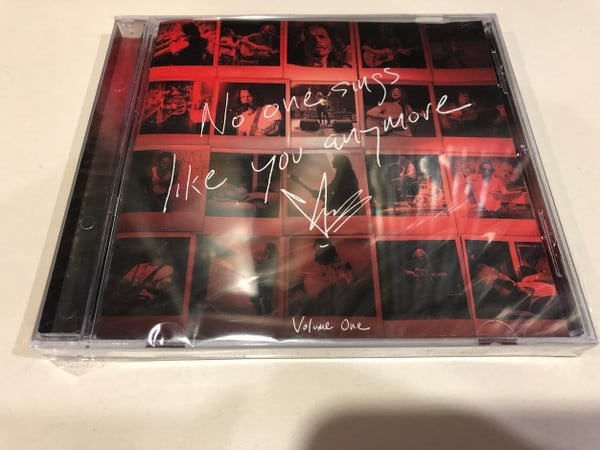 No one sings
like you anymore
Volume One